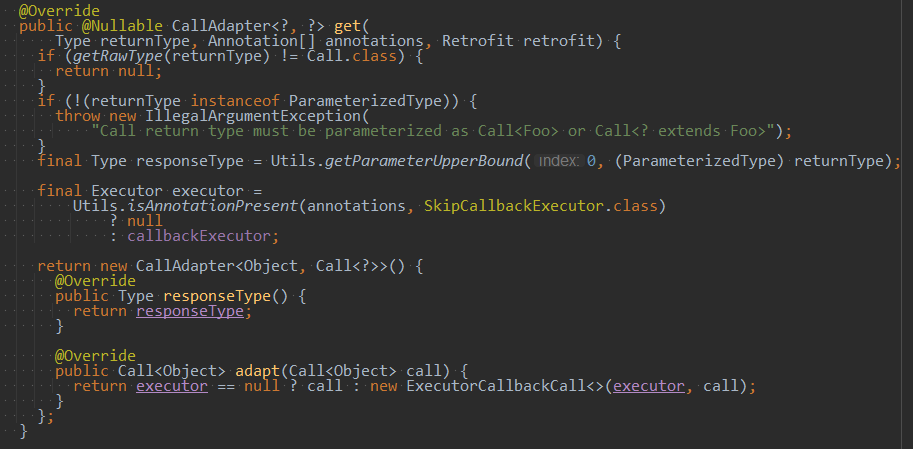 @Override
public @Nullable CallAdapter<?, ?> get(
Type returnType, Annotation[] annotations, Retrofit retrofit) {
if (getRawType(returnType) != Call.class) {
return null;
}
if (!(returnType instanceof ParameterizedType)) {
throw new IllegalArgumentException(
"Call return type must be parameterized as Call<Foo> or Call<? extends Foo>");
}
final Type responseType = Utils.getParameterUpperBound( index: 0, (ParameterizedType) returnType);
final Executor executor =
Utils.isAnnotationPresent(annotations, SkipCallbackExecutor.class)
? null
: callbackExecutor;
return new CallAdapter<Object, Call<?>>() {
@Override
public Type responseType() {
return responseType;
}
@Override
public Call<Object> adapt(Call<Object> call) {
return executor == null ? call : new ExecutorCallbackCall<>(executor, call);
}
};
}